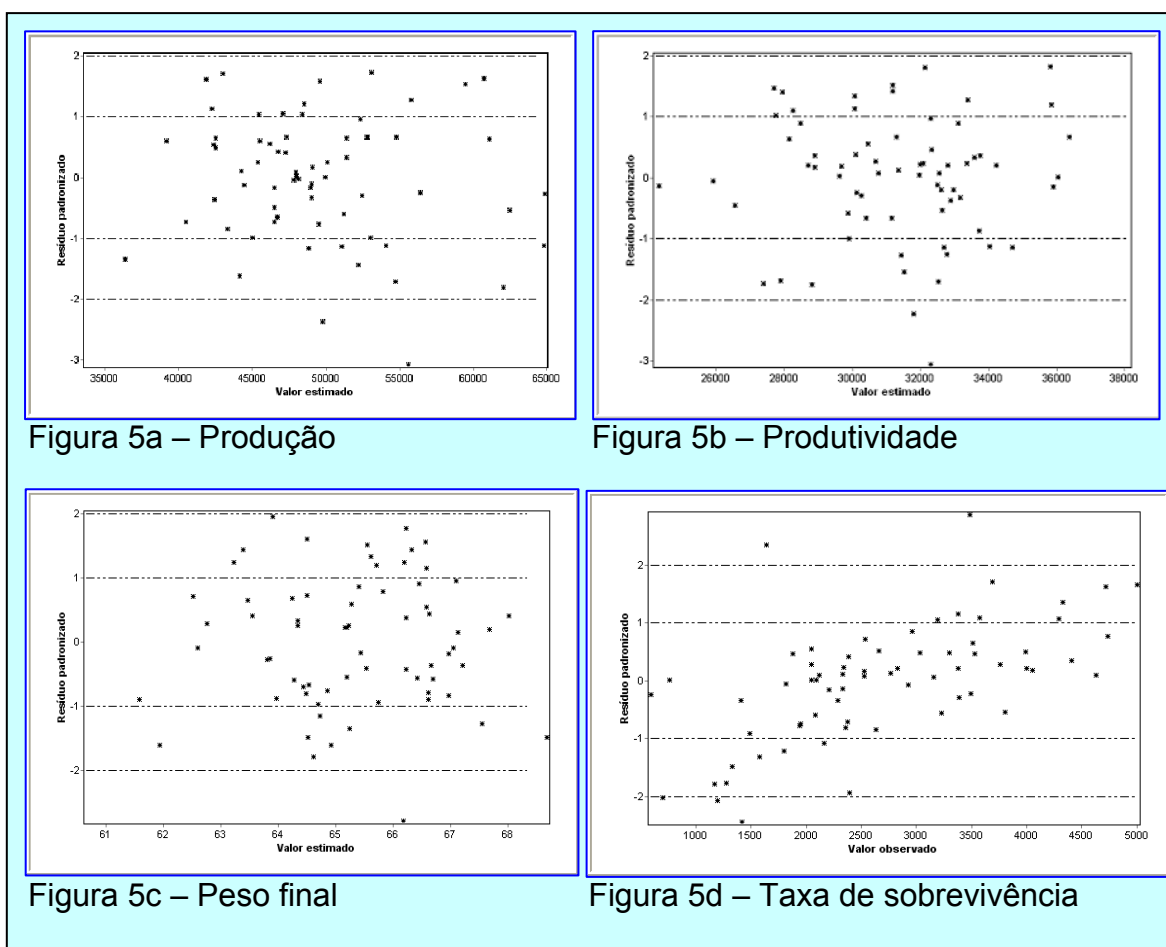 2
1
0
-1
-2
-3
Resíduo padronizado
35000 40000 45000 50000 55000 60000 65000
Valor estimado
Figura 5a – Produção
2
1
0
-1
-2
-3
Resíduo padronizado
26000 28000 30000 32000 34000 36000 38000
Valor estimado
Figura 5b – Produtividade
2
1
0
-1
-2
Resíduo padronizado
61 62 63 64 65 66 67 68
Valor estimado
Figura 5c – Peso final
2
1
0
-1
-2
Resíduo padronizado
1000 1500 2000 2500 3000 3500 4000 4500 5000
Valor observado
Figura 5d – Taxa de sobrevivência